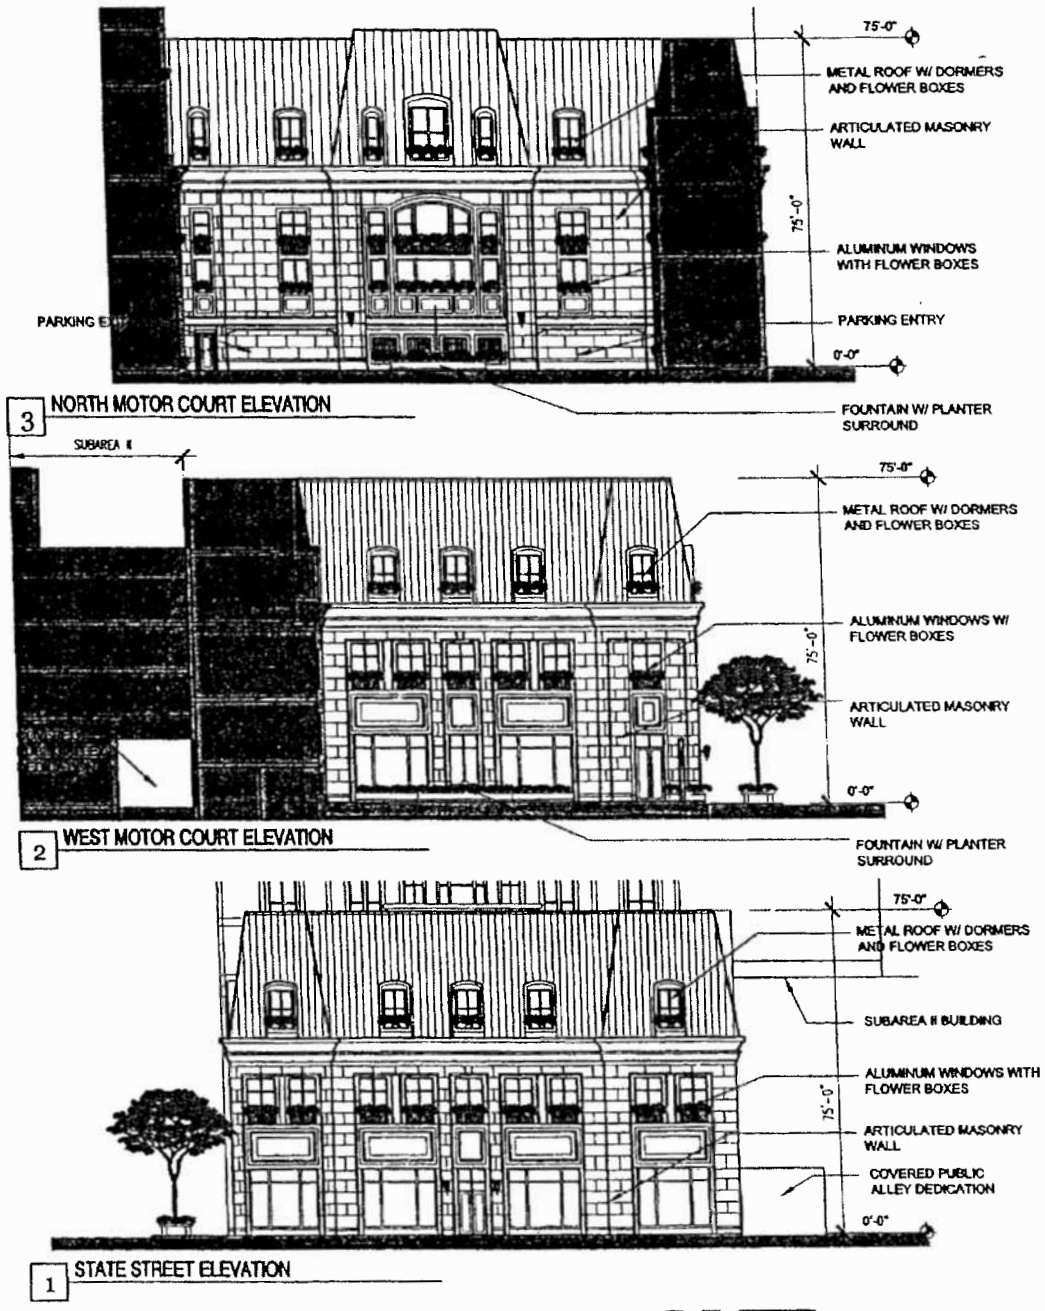 75'-0"
METAL ROOF W/ DORMERS
AND FLOWER BOXES
ARTICULATED MASONRY
WALL
75'-0"
ALUMINUM WINDOWS
WITH FLOWER BOXES
PARKING
PARKING ENTRY
0'-0"
3 NORTH MOTOR COURT ELEVATION
FOUNTAIN W/ PLANTER
SURROUND
SUBAREA II
75'-0"
METAL ROOF W/ DORMERS
AND FLOWER BOXES
ALUMINUM WINDOWS W/
FLOWER BOXES
75'-0"
ARTICULATED MASONRY
WALL
0'-0"
2 WEST MOTOR COURT ELEVATION
FOUNTAIN W/ PLANTER
SURROUND
75'-0"
METAL ROOF W/ DORMERS
AND FLOWER BOXES
SUBAREA II BUILDING
ALUMINUM WINDOWS WITH
FLOWER BOXES
75'-0"
ARTICULATED MASONRY
WALL
COVERED PUBLIC
ALLEY DEDICATION
0'-0"
1 STATE STREET ELEVATION